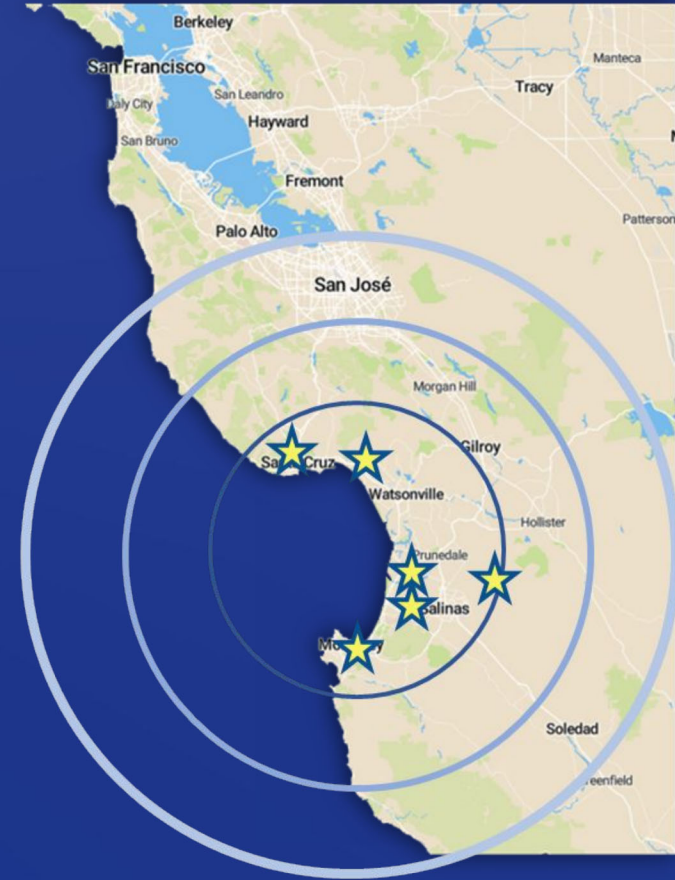 Berkeley
San Francisco
Manteca
San Leandro
Tracy
Daly City
Hayward
San Bruno
Fremont
Patterson
Palo Alto
San José
Morgan Hill
Gilroy
Watsonville
Hollister
Prunedale
Salinas
Soledad